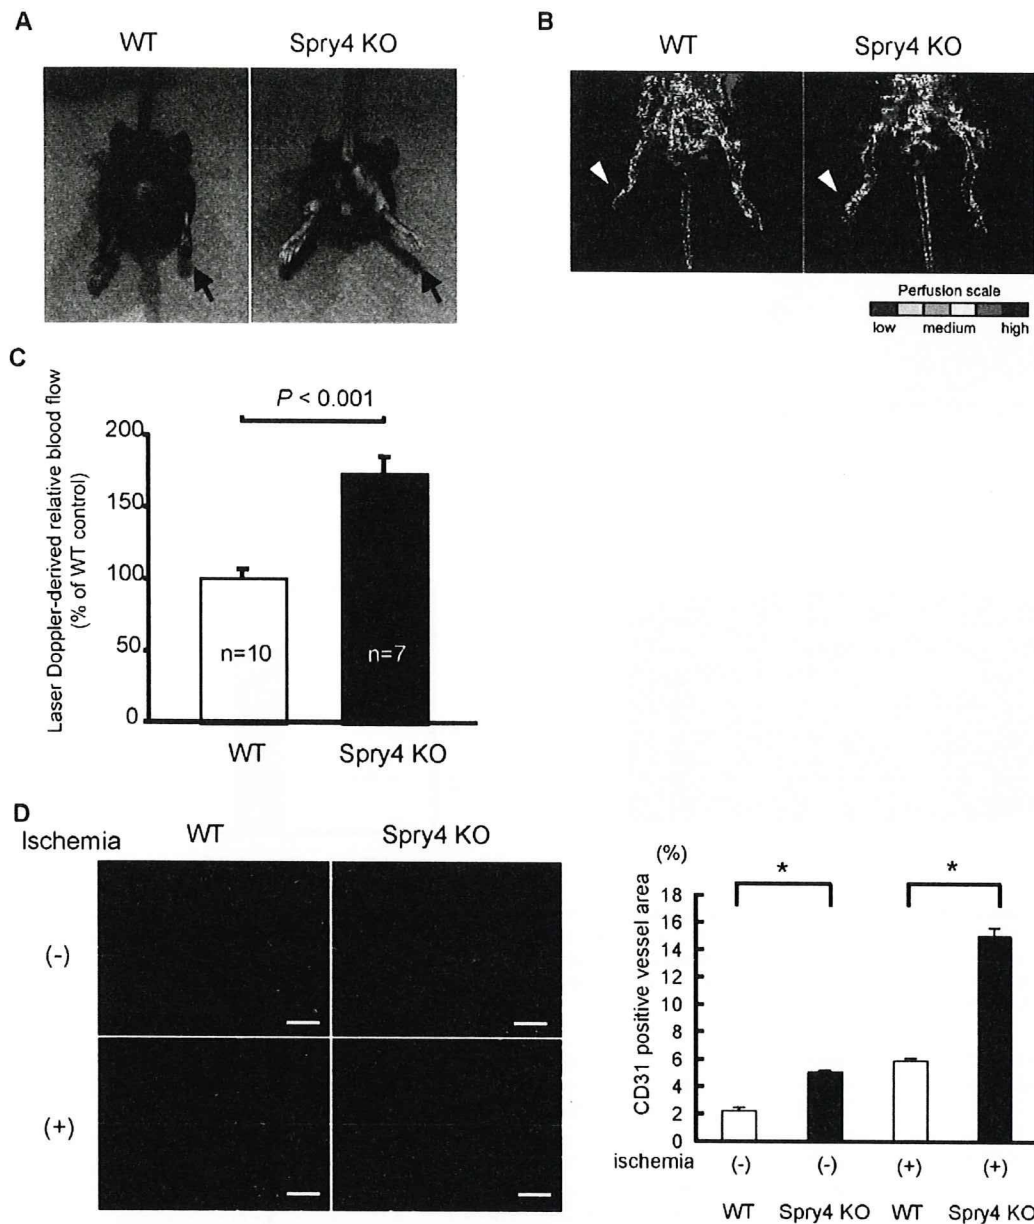 A
WT Spry4 KO
B
WT Spry4 KO
Perfusion scale
low medium high
C
Laser Doppler-derived relative blood flow
(% of WT control)
P < 0.001
200
150
100
50
0
n=10 n=7
WT Spry4 KO
D
Ischemia WT Spry4 KO
(-)
(+)
(%)
CD31 positive vessel area
* *
18
16
14
12
10
8
6
4
2
0
ischemia (-) (-) (+) (+)
WT Spry4 KO WT Spry4 KO